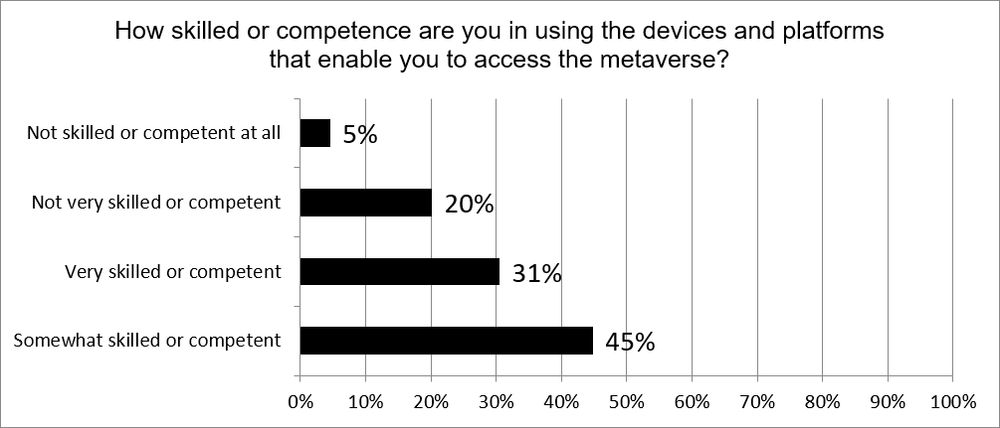 How skilled or competence are you in using the devices and platforms
that enable you to access the metaverse?
Not skilled or competent at all 5%
Not very skilled or competent 20%
Very skilled or competent 31%
Somewhat skilled or competent 45%
0% 10% 20% 30% 40% 50% 60% 70% 80% 90% 100%